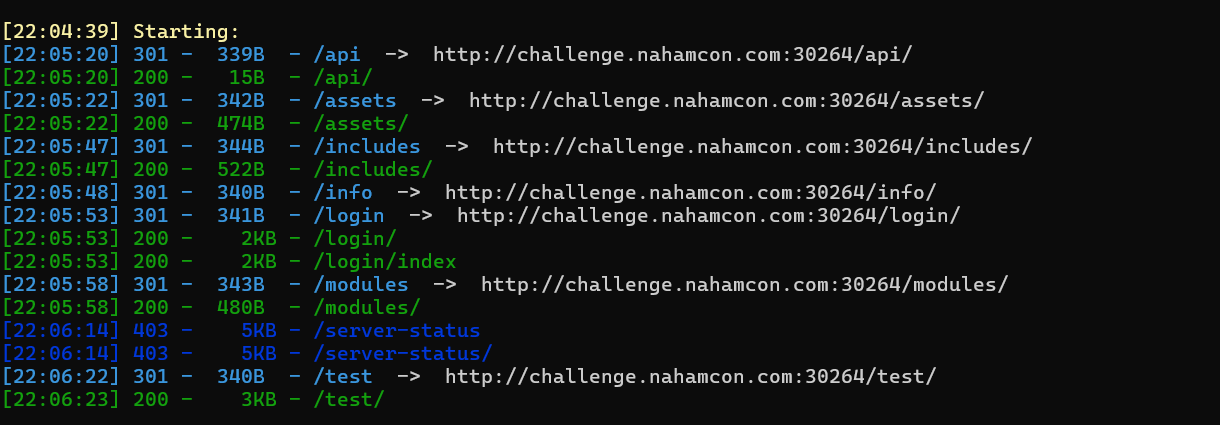 [22:04:39] Starting:
[22:05:20] 301 -  339B  - /api  ->  http://challenge.nahamcon.com:30264/api/
[22:05:20] 200 -   15B  - /api/
[22:05:22] 301 -  342B  - /assets  ->  http://challenge.nahamcon.com:30264/assets/
[22:05:22] 200 -  474B  - /assets/
[22:05:47] 301 -  344B  - /includes  ->  http://challenge.nahamcon.com:30264/includes/
[22:05:47] 200 -  522B  - /includes/
[22:05:48] 301 -  340B  - /info  ->  http://challenge.nahamcon.com:30264/info/
[22:05:53] 301 -  341B  - /login  ->  http://challenge.nahamcon.com:30264/login/
[22:05:53] 200 -    2KB - /login/
[22:05:53] 200 -    2KB - /login/index
[22:05:58] 301 -  343B  - /modules  ->  http://challenge.nahamcon.com:30264/modules/
[22:05:58] 200 -  480B  - /modules/
[22:06:14] 403 -    5KB - /server-status
[22:06:14] 403 -    5KB - /server-status/
[22:06:22] 301 -  340B  - /test  ->  http://challenge.nahamcon.com:30264/test/
[22:06:23] 200 -    3KB - /test/